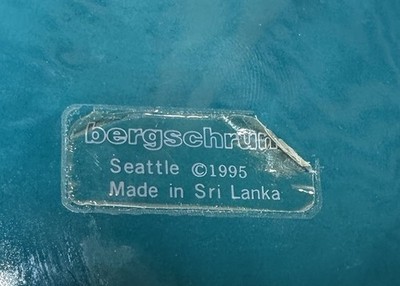 bergschrun
Seattle ©1995
Made in Sri Lanka